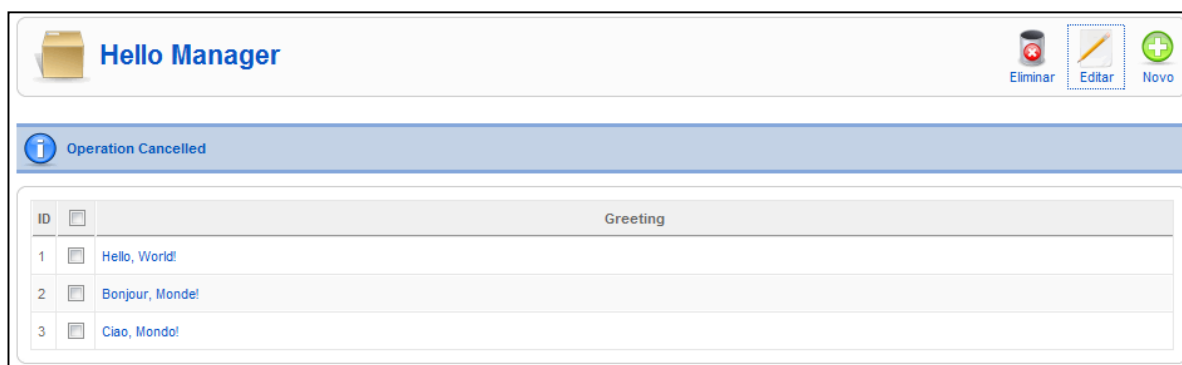 Hello Manager
Eliminar Editar Novo
Operation Cancelled
ID Greeting
1 Hello, World!
2 Bonjour, Monde!
3 Ciao, Mondo!